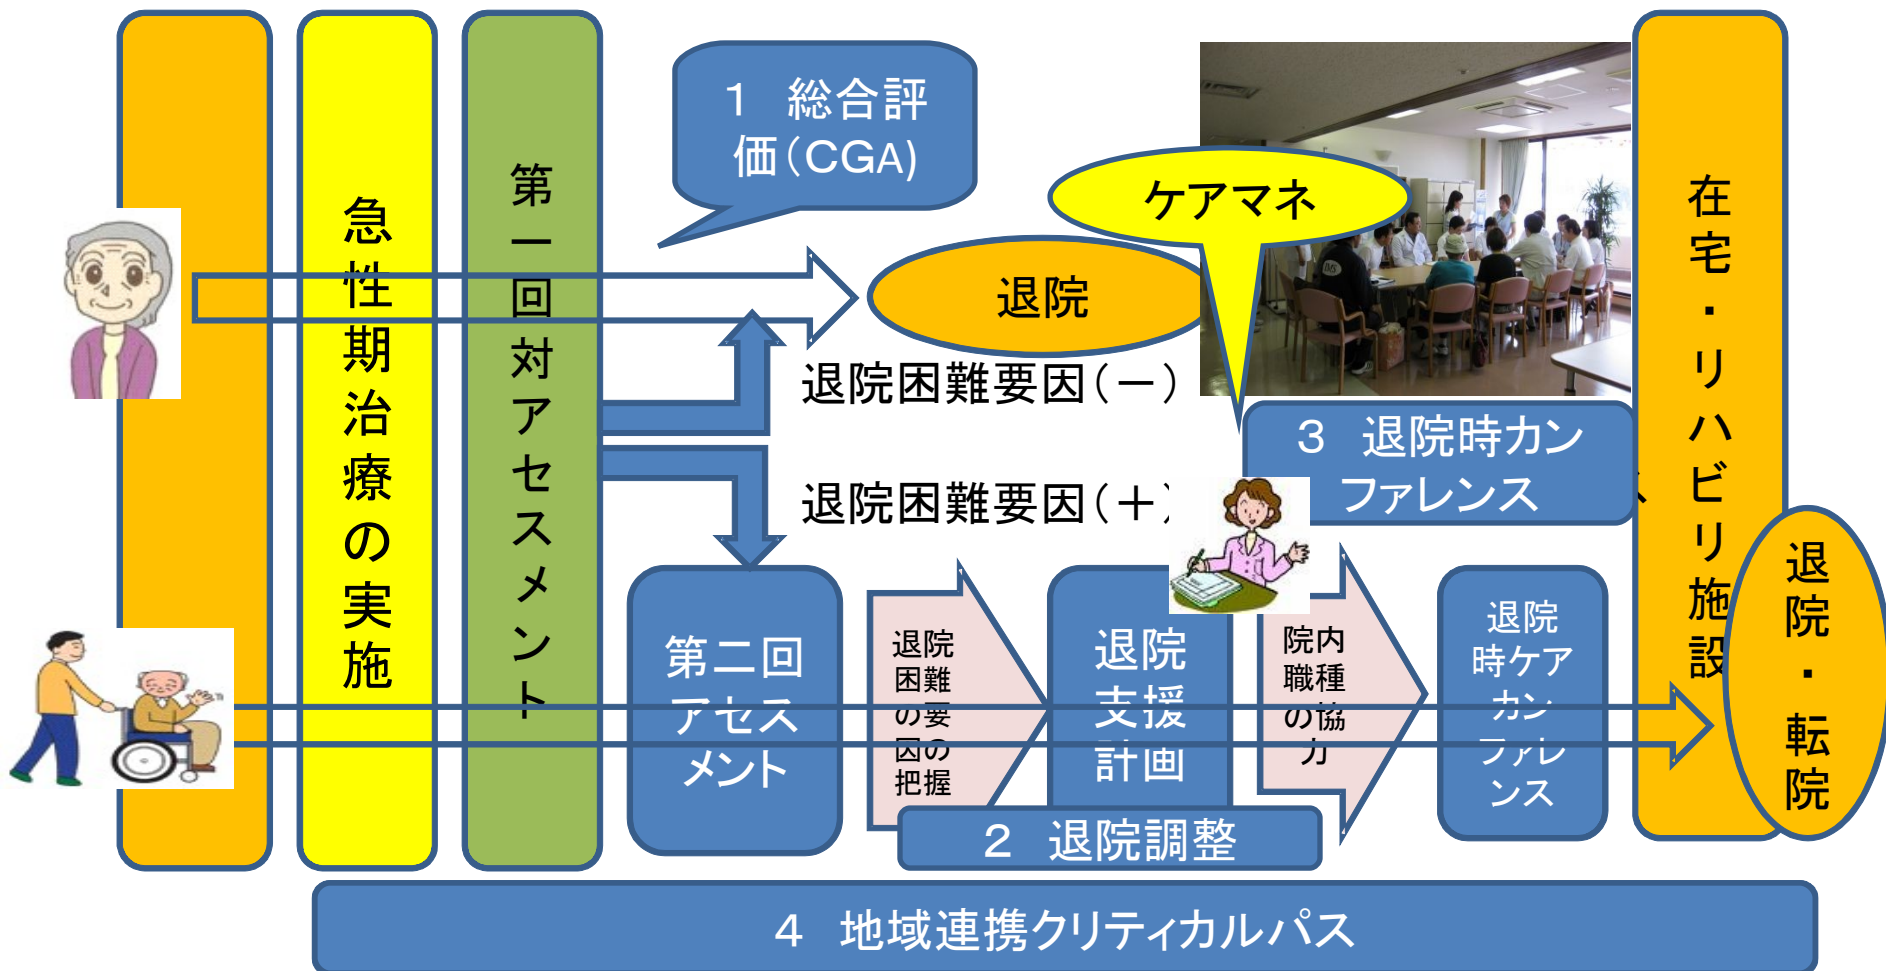 1　総合評
価（CGA)
ケアマネ
急性期治療の実施
第一回対アセスメント
退院
退院困難要因（－）
3　退院時カン
ファレンス
退院困難要因（＋）
在宅・リハビリ施設
第二回
アセス
メント
退院
困難
の要
因の
把握
退院
支援
計画
院内
職種
の協
力
退院
時ケア
カン
ファレ
ンス
退院・転院
2　退院調整
4　地域連携クリティカルパス